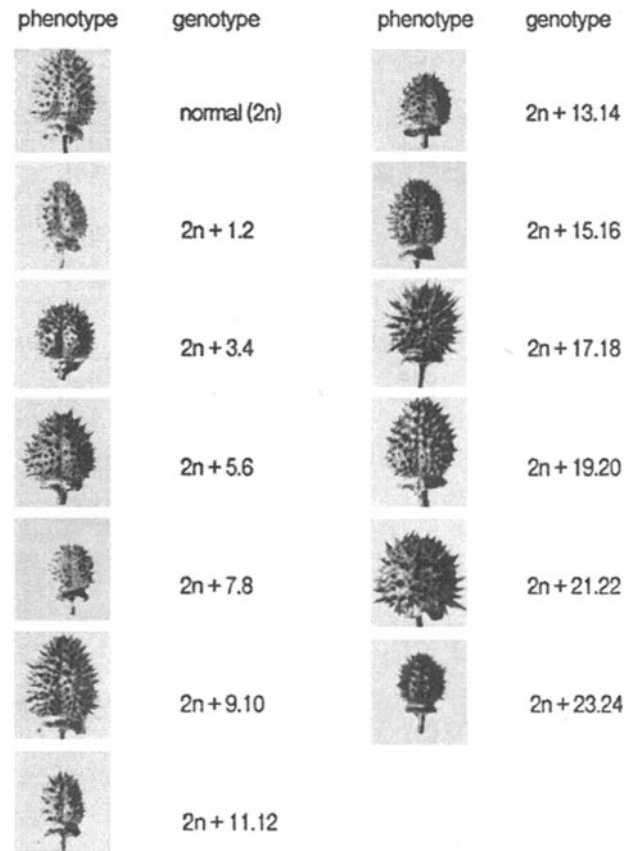 phenotype genotype
normal (2n)
2n + 1.2
2n + 3.4
2n + 5.6
2n + 7.8
2n + 9.10
2n + 11.12
phenotype genotype
2n + 13.14
2n + 15.16
2n + 17.18
2n + 19.20
2n + 21.22
2n + 23.24